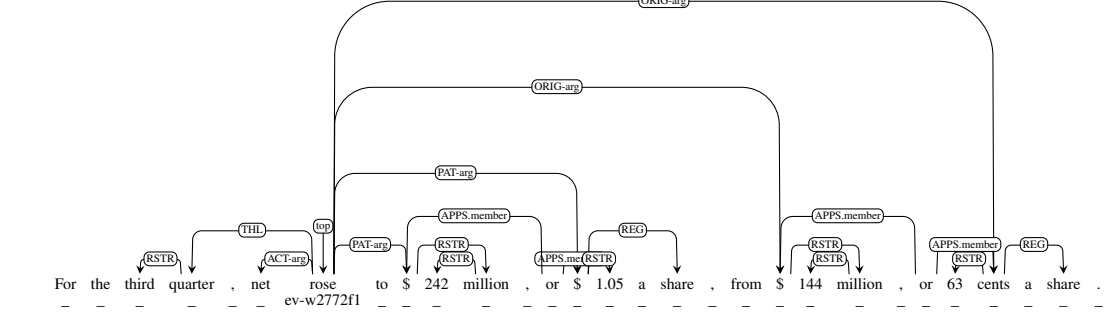 ORIG-arg
ORIG-arg
PAT-arg
APPS.member APPS.member
THL top REG
PAT-arg RSTR RSTR APPS.member REG
RSTR ACT-arg RSTR APPS.mem RSTR RSTR RSTR
For the third quarter , net rose to $ 242 million , or $ 1.05 a share , from $ 144 million , or 63 cents a share .
_ _ _ _ _ _ ev-w2772f1 _ _ _ _ _ _ _ _ _ _ _ _ _ _ _ _ _ _ _ _ _ _